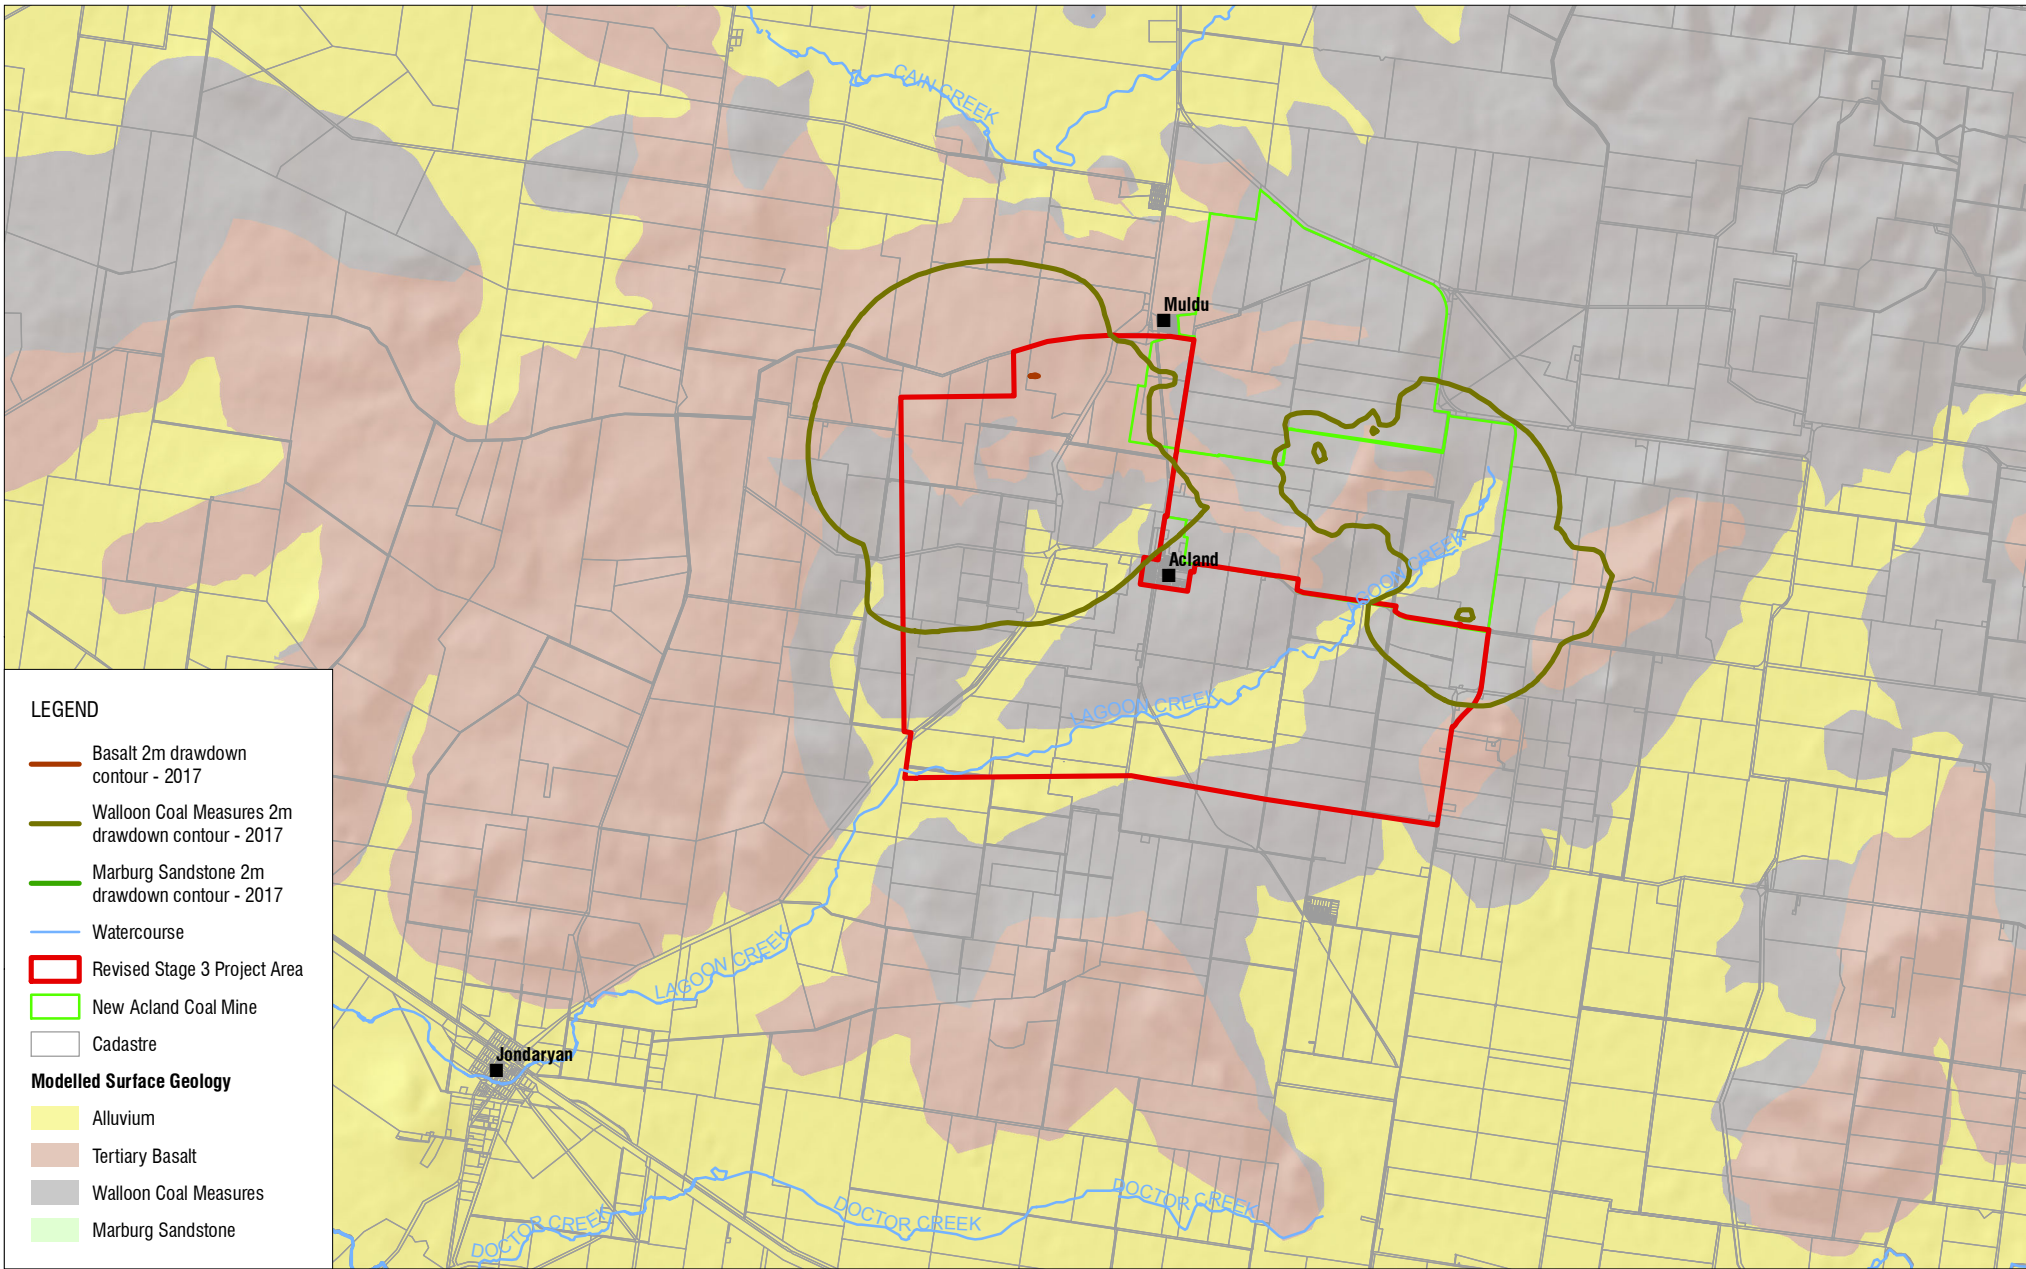 CAIN CREEK
Muldu
Acland
LAGOON CREEK
LAGOON CREEK
LAGOON CREEK
Jondaryan
DOCTOR CREEK
DOCTOR CREEK
DOCTOR CREEK
LEGEND
Basalt 2m drawdown
contour - 2017
Walloon Coal Measures 2m
drawdown contour - 2017
Marburg Sandstone 2m
drawdown contour - 2017
Watercourse
Revised Stage 3 Project Area
New Acland Coal Mine
Cadastre
Modelled Surface Geology
Alluvium
Tertiary Basalt
Walloon Coal Measures
Marburg Sandstone